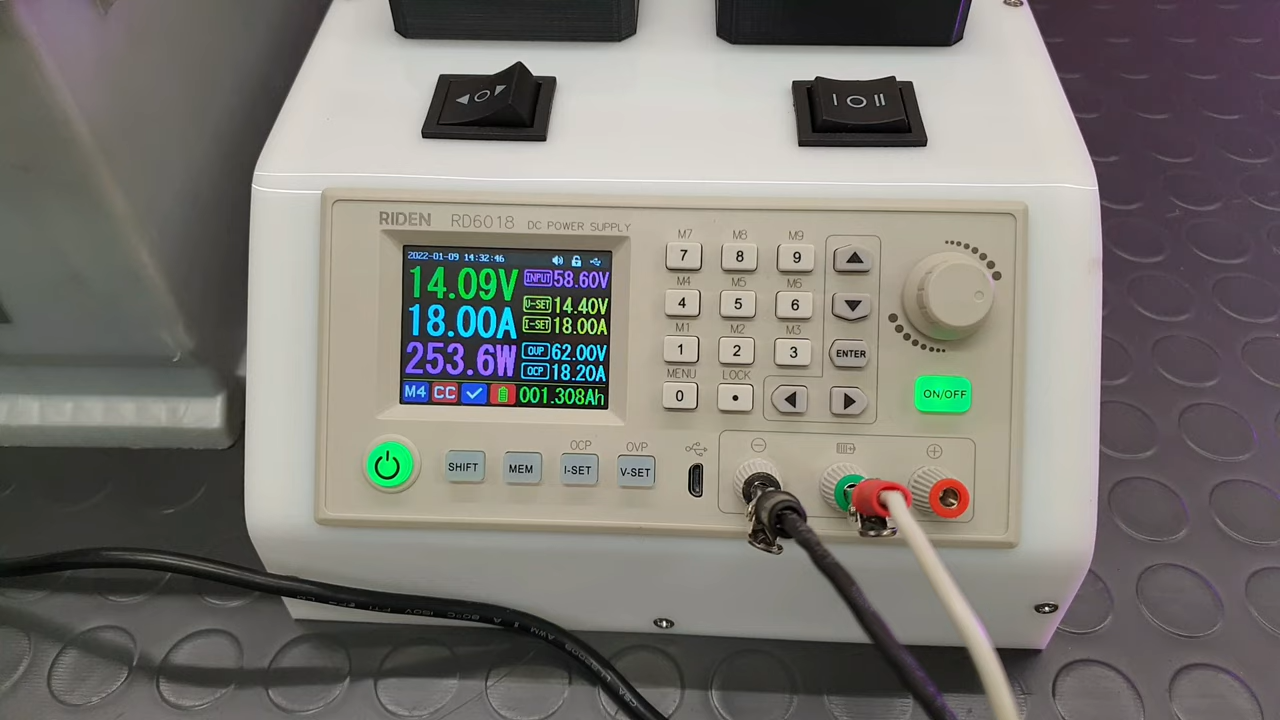 I O II
RIDEN RD6018 DC POWER SUPPLY
2022-01-09 14:32:46
14.09V
INPUT 58.60V
18.00A
V-SET 14.40V
I-SET 18.00A
253.6W
OVP 62.00V
OCP 18.20A
M4 CC 001.308Ah
M7 M8 M9
7 8 9
M4 M5 M6
4 5 6
M1 M2 M3
1 2 3 ENTER
MENU LOCK
0 •
ON/OFF
OCP OVP
SHIFT MEM I-SET V-SET